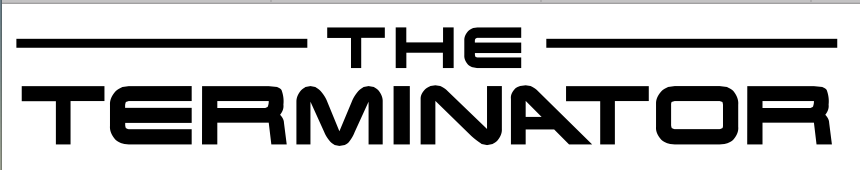 THE
TERMINATOR